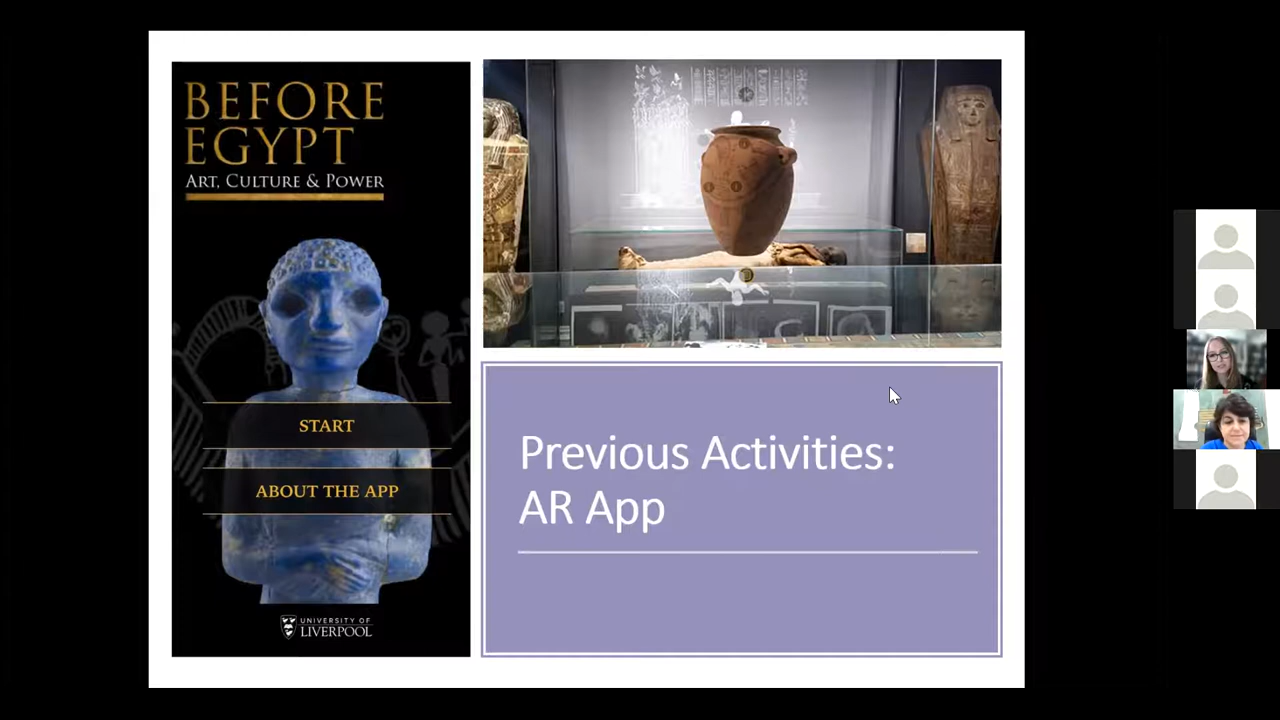 BEFORE
EGYPT
ART, CULTURE & POWER
START
ABOUT THE APP
UNIVERSITY OF
LIVERPOOL
Previous Activities:
AR App